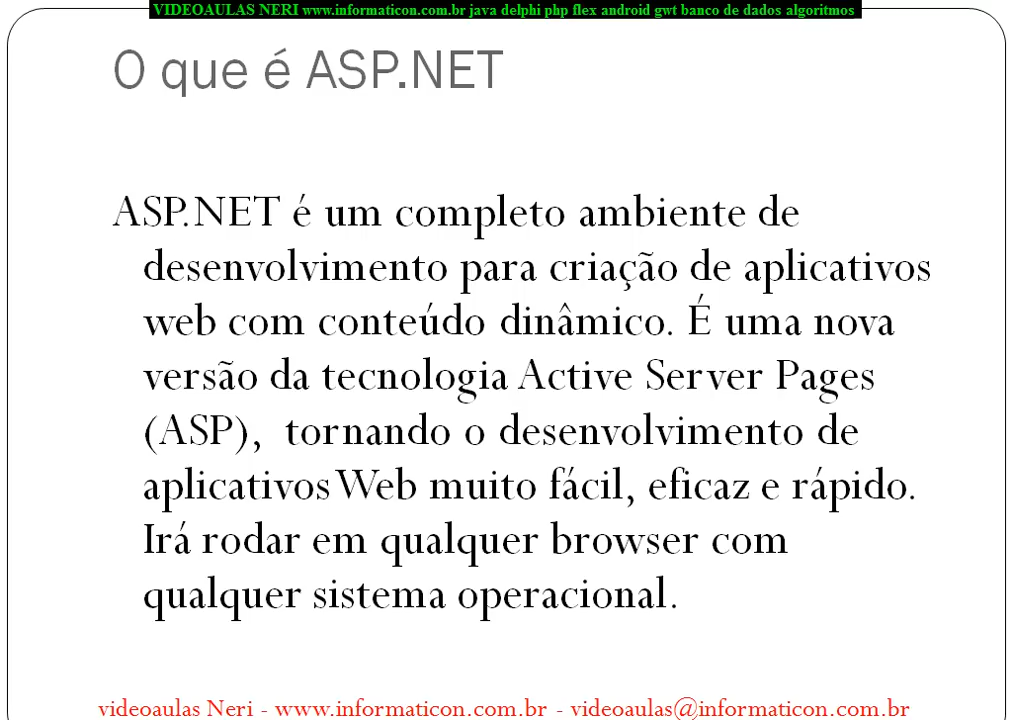 VIDEOAULAS NERI www.informaticon.com.br java delphi php flex android gwt banco de dados algoritmos
O que é ASP.NET
ASP.NET é um completo ambiente de
desenvolvimento para criação de aplicativos
web com conteúdo dinâmico. É uma nova
versão da tecnologia Active Server Pages
(ASP), tornando o desenvolvimento de
aplicativos Web muito fácil, eficaz e rápido.
Irá rodar em qualquer browser com
qualquer sistema operacional.
videoaulas Neri - www.informaticon.com.br - videoaulas@informaticon.com.br